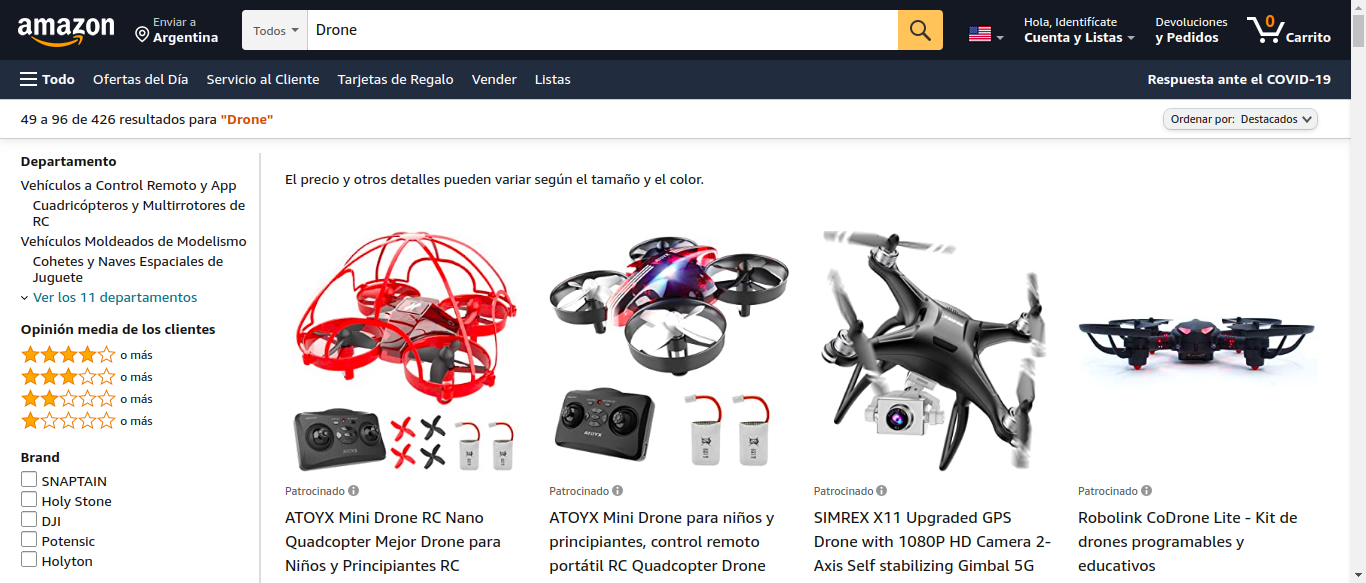 amazon
Enviar a
Argentina
Todos
Drone
Hola, Identifícate
Cuenta y Listas
Devoluciones
y Pedidos
0
Carrito
Todo
Ofertas del Día
Servicio al Cliente
Tarjetas de Regalo
Vender
Listas
Respuesta ante el COVID-19
49 a 96 de 426 resultados para "Drone"
Ordenar por: Destacados
Departamento
Vehículos a Control Remoto y App
Cuadricópteros y Multirrotores de
RC
Vehículos Moldeados de Modelismo
Cohetes y Naves Espaciales de
Juguete
Ver los 11 departamentos
Opinión media de los clientes
o más
o más
o más
o más
Brand
SNAPTAIN
Holy Stone
DJI
Potensic
Holyton
El precio y otros detalles pueden variar según el tamaño y el color.
ATOYX
Patrocinado
ATOYX Mini Drone RC Nano
Quadcopter Mejor Drone para
Niños y Principiantes RC
ATOYX
Patrocinado
ATOYX Mini Drone para niños y
principiantes, control remoto
portátil RC Quadcopter Drone
Patrocinado
SIMREX X11 Upgraded GPS
Drone with 1080P HD Camera 2-
Axis Self stabilizing Gimbal 5G
Patrocinado
Robolink CoDrone Lite - Kit de
drones programables y
educativos